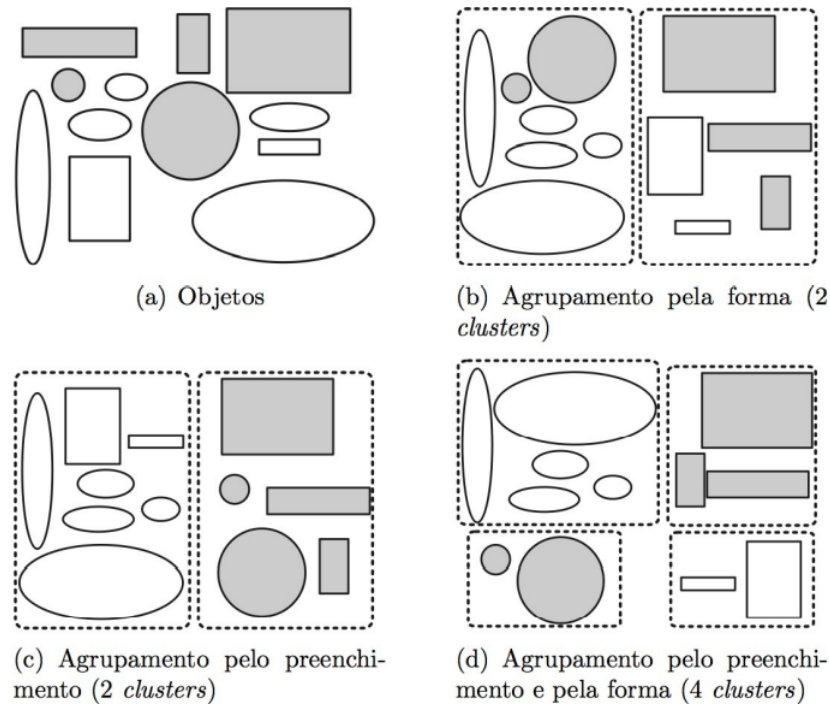 (a) Objetos
(b) Agrupamento pela forma (2
clusters)
(c) Agrupamento pelo preenchi-
mento (2 clusters)
(d) Agrupamento pelo preenchi-
mento e pela forma (4 clusters)